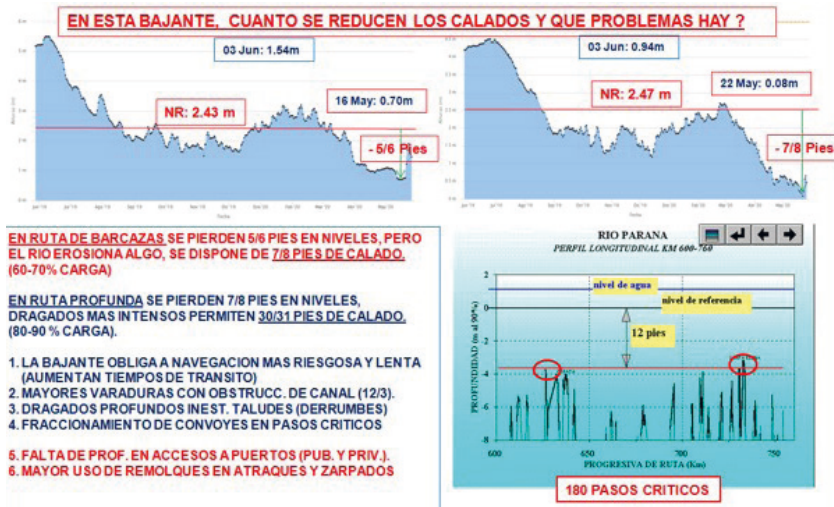 EN ESTA BAJANTE, CUANTO SE REDUCEN LOS CALADOS Y QUE PROBLEMAS HAY ?
03 Jun: 1.54m
16 May: 0.70m
NR: 2.43 m
- 5/6 Pies
03 Jun: 0.94m
22 May: 0.08m
NR: 2.47 m
- 7/8 Pies
EN RUTA DE BARCAZAS SE PIERDEN 5/6 PIES EN NIVELES, PERO
EL RIO EROSIONA ALGO, SE DISPONE DE 7/8 PIES DE CALADO.
(60-70% CARGA)
EN RUTA PROFUNDA SE PIERDEN 7/8 PIES EN NIVELES,
DRAGADOS MAS INTENSOS PERMITEN 30/31 PIES DE CALADO.
(80-90 % CARGA).
1. LA BAJANTE OBLIGA A NAVEGACION MAS RIESGOSA Y LENTA
(AUMENTAN TIEMPOS DE TRANSITO)
2. MAYORES VARADURAS CON OBSTRUCC. DE CANAL (12/3).
3. DRAGADOS PROFUNDOS INEST. TALUDES (DERRUMBES)
4. FRACCIONAMIENTO DE CONVOYES EN PASOS CRITICOS
5. FALTA DE PROF. EN ACCESOS A PUERTOS (PUB. Y PRIV.).
6. MAYOR USO DE REMOLQUES EN ATRAQUES Y ZARPADOS
RIO PARANA
PERFIL LONGITUDINAL KM 600-760
nivel de agua
nivel de referencia
12 pies
PROFUNDIDAD (m al 90%)
2
0
-2
-4
-6
-8
600
650
700
750
PROGRESIVA DE RUTA (Km)
180 PASOS CRITICOS